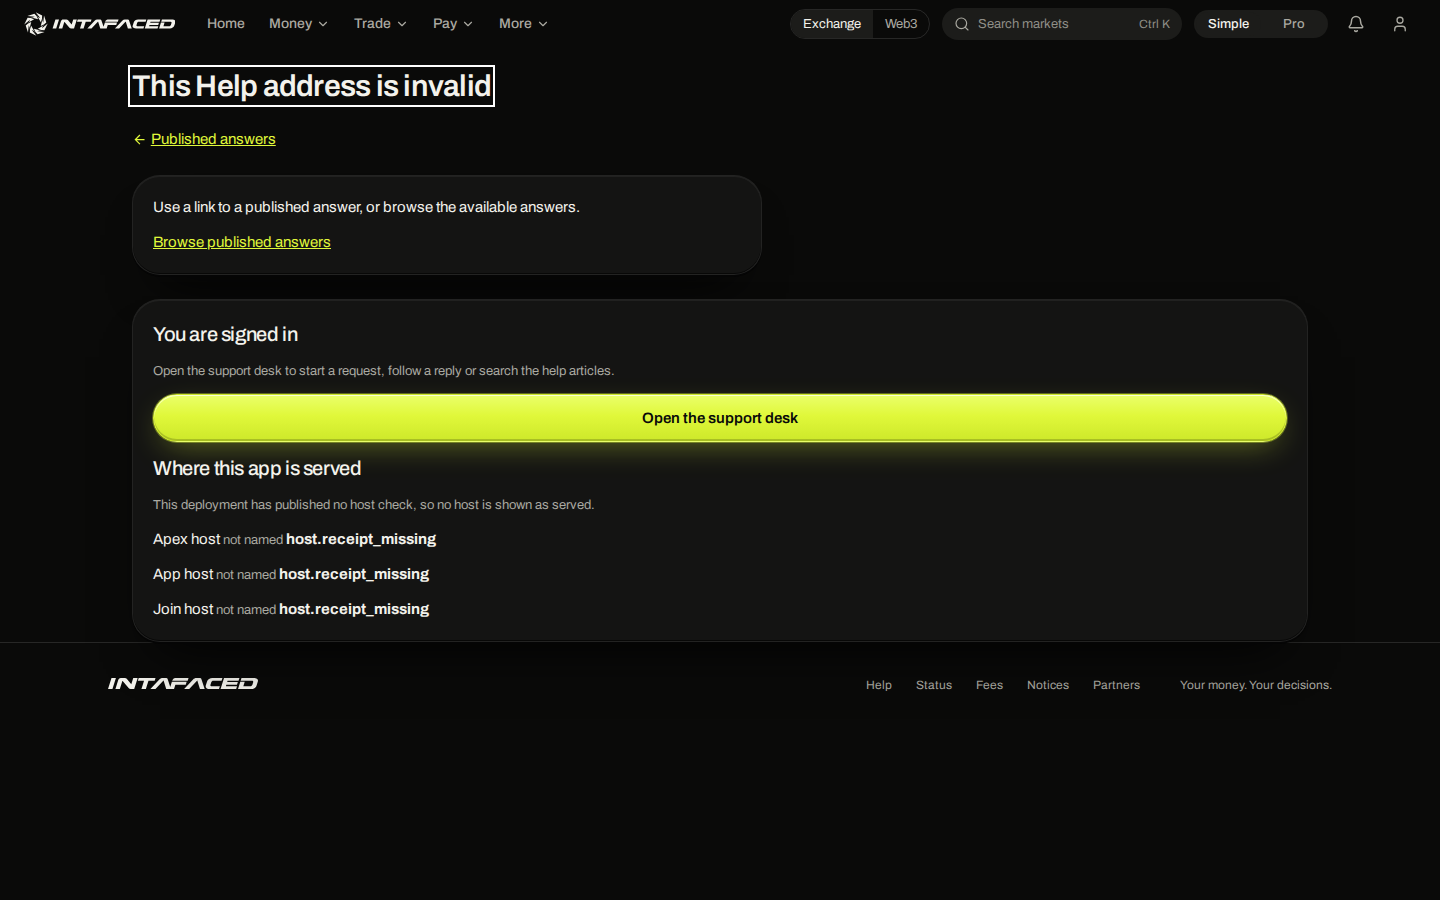 INTAFACED Home Money Trade Pay More Exchange Web3 Search markets Ctrl K Simple Pro
This Help address is invalid
← Published answers
Use a link to a published answer, or browse the available answers.
Browse published answers
You are signed in
Open the support desk to start a request, follow a reply or search the help articles.
Open the support desk
Where this app is served
This deployment has published no host check, so no host is shown as served.
Apex host not named host.receipt_missing
App host not named host.receipt_missing
Join host not named host.receipt_missing
INTAFACED Help Status Fees Notices Partners Your money. Your decisions.